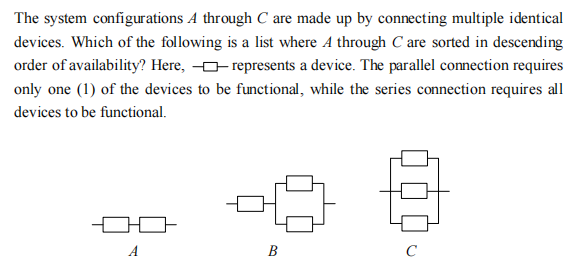 The system configurations A through C are made up by connecting multiple identical
devices. Which of the following is a list where A through C are sorted in descending
order of availability? Here, represents a device. The parallel connection requires
only one (1) of the devices to be functional, while the series connection requires all
devices to be functional.
A B C